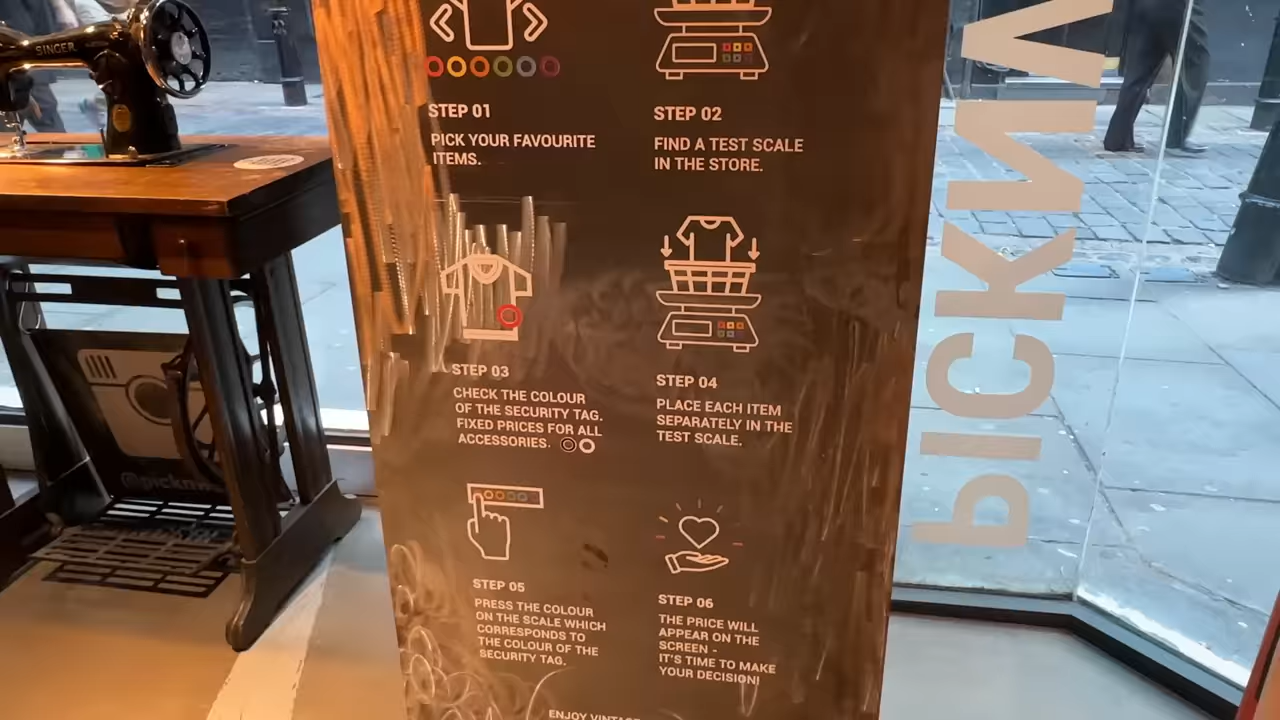 SINGER
STEP 01
PICK YOUR FAVOURITE
ITEMS.
STEP 02
FIND A TEST SCALE
IN THE STORE.
STEP 03
CHECK THE COLOUR
OF THE SECURITY TAG.
FIXED PRICES FOR ALL
ACCESSORIES.
STEP 04
PLACE EACH ITEM
SEPARATELY IN THE
TEST SCALE.
STEP 05
PRESS THE COLOUR
ON THE SCALE WHICH
CORRESPONDS TO
THE COLOUR OF THE
SECURITY TAG.
STEP 06
THE PRICE WILL
APPEAR ON THE
SCREEN -
IT'S TIME TO MAKE
YOUR DECISION!
ENJOY VINTAGE
PICKNW